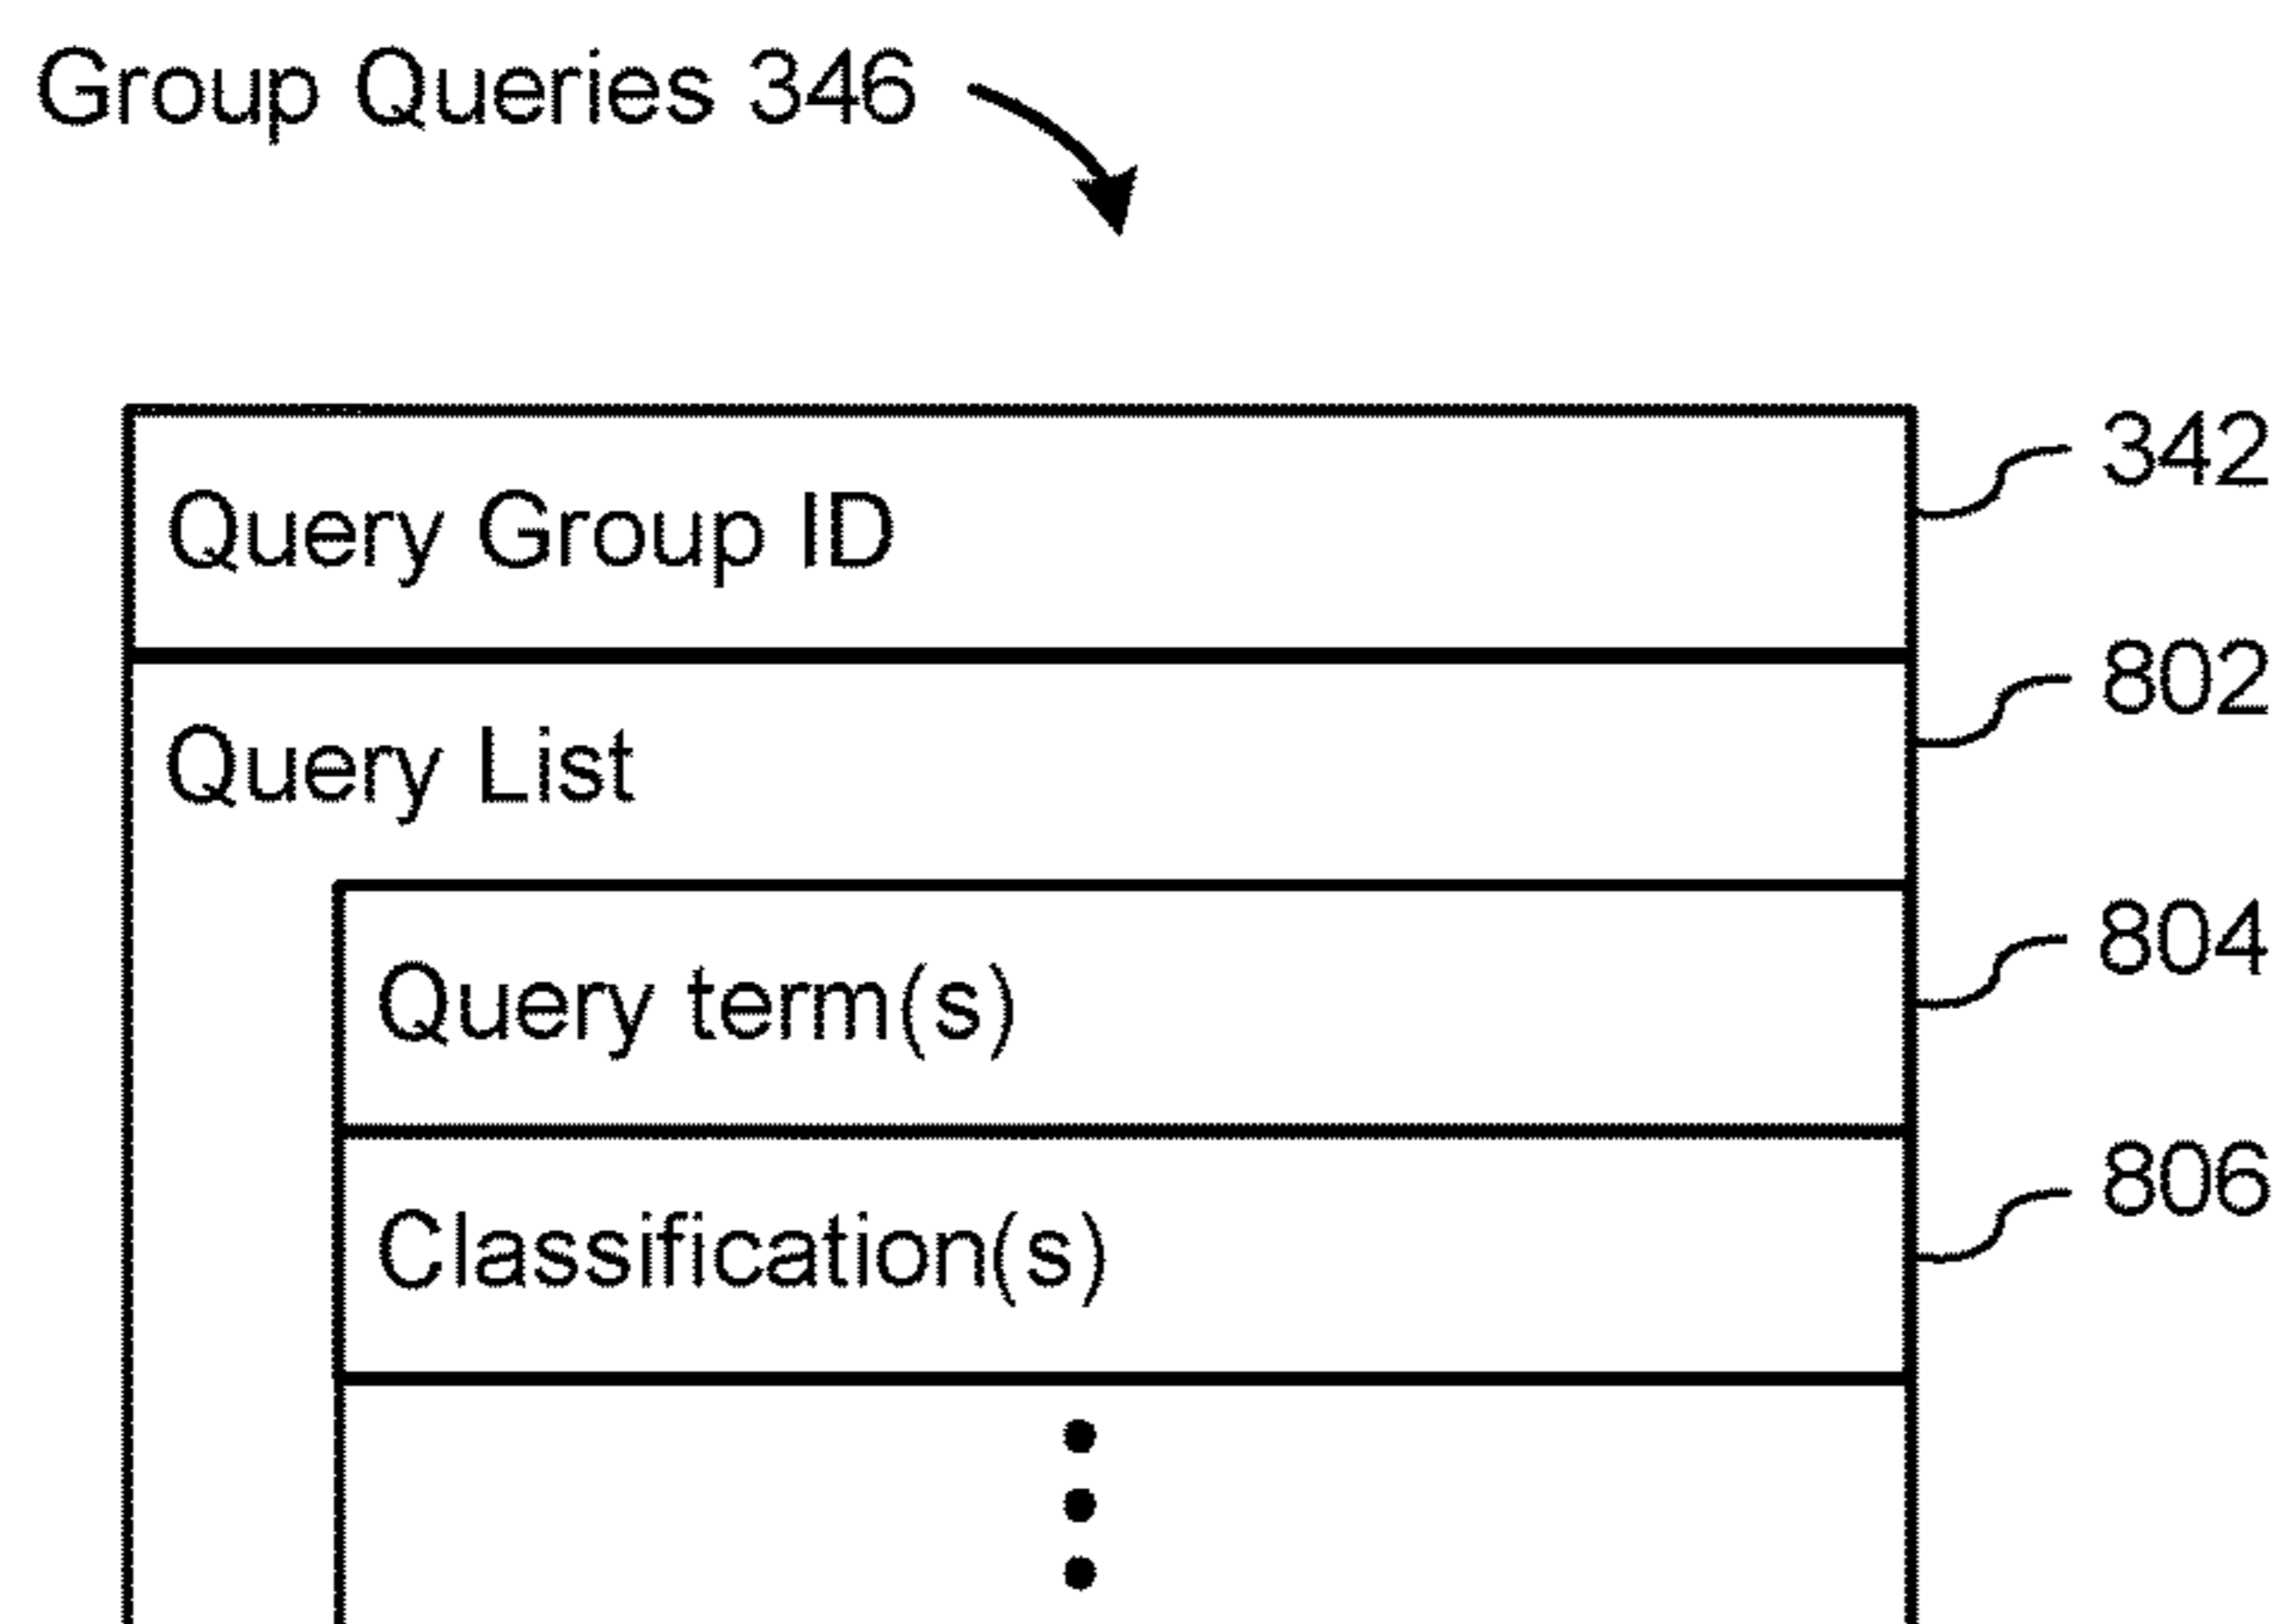 Group Queries 346
Query Group ID
342
Query List
802
Query term(s)
804
Classification(s)
806